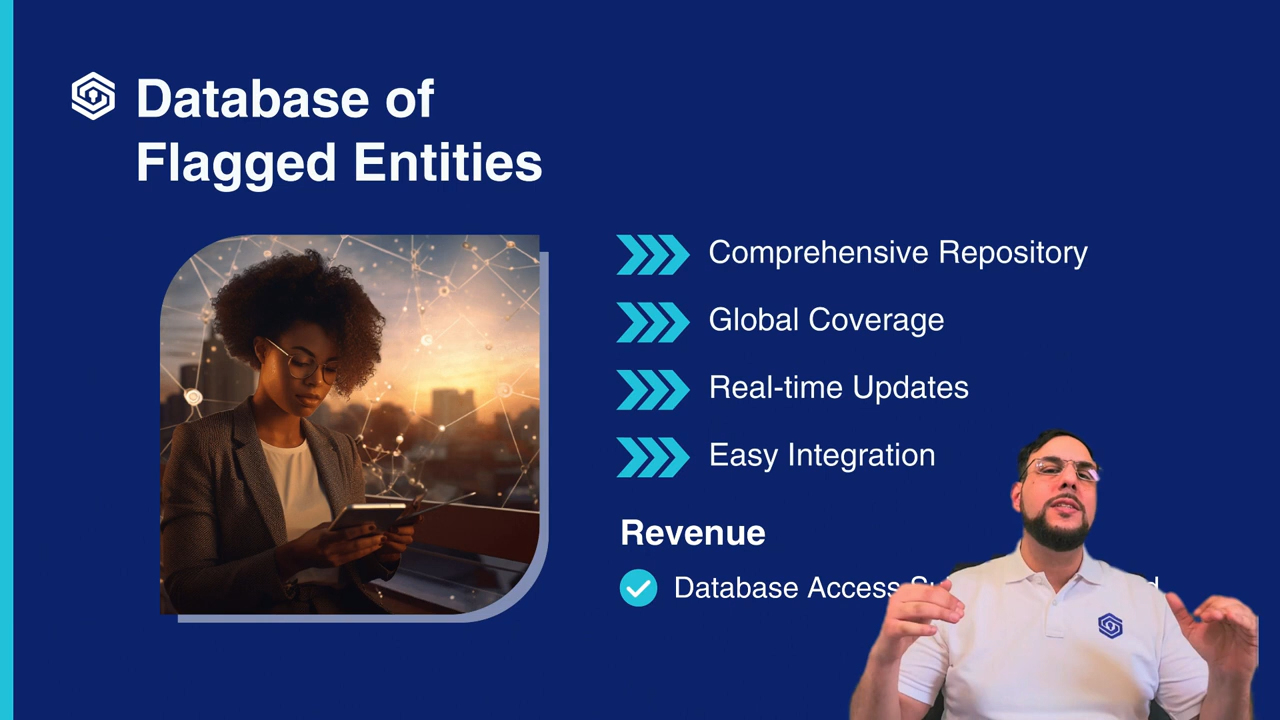 Database of
Flagged Entities
Comprehensive Repository
Global Coverage
Real-time Updates
Easy Integration
Revenue
Database Access